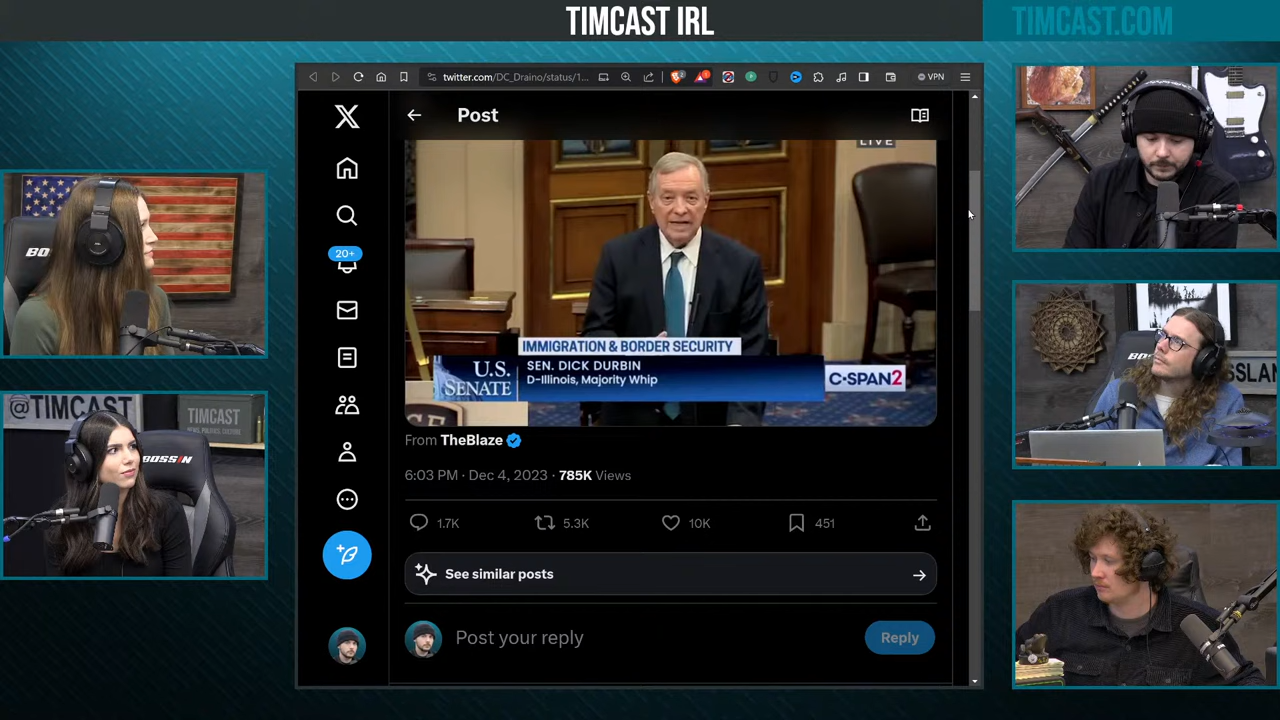 TIMCAST IRL
TIMCAST.COM
twitter.com/DC_Draino/status/1...
VPN
Post
LIVE
20+
IMMIGRATION & BORDER SECURITY
U.S. SENATE
SEN. DICK DURBIN
D-Illinois, Majority Whip
C-SPAN2
From TheBlaze
6:03 PM · Dec 4, 2023 · 785K Views
1.7K 5.3K 10K 451
See similar posts
Post your reply
Reply
@TIMCAST
TIMCAST
BOSSIN